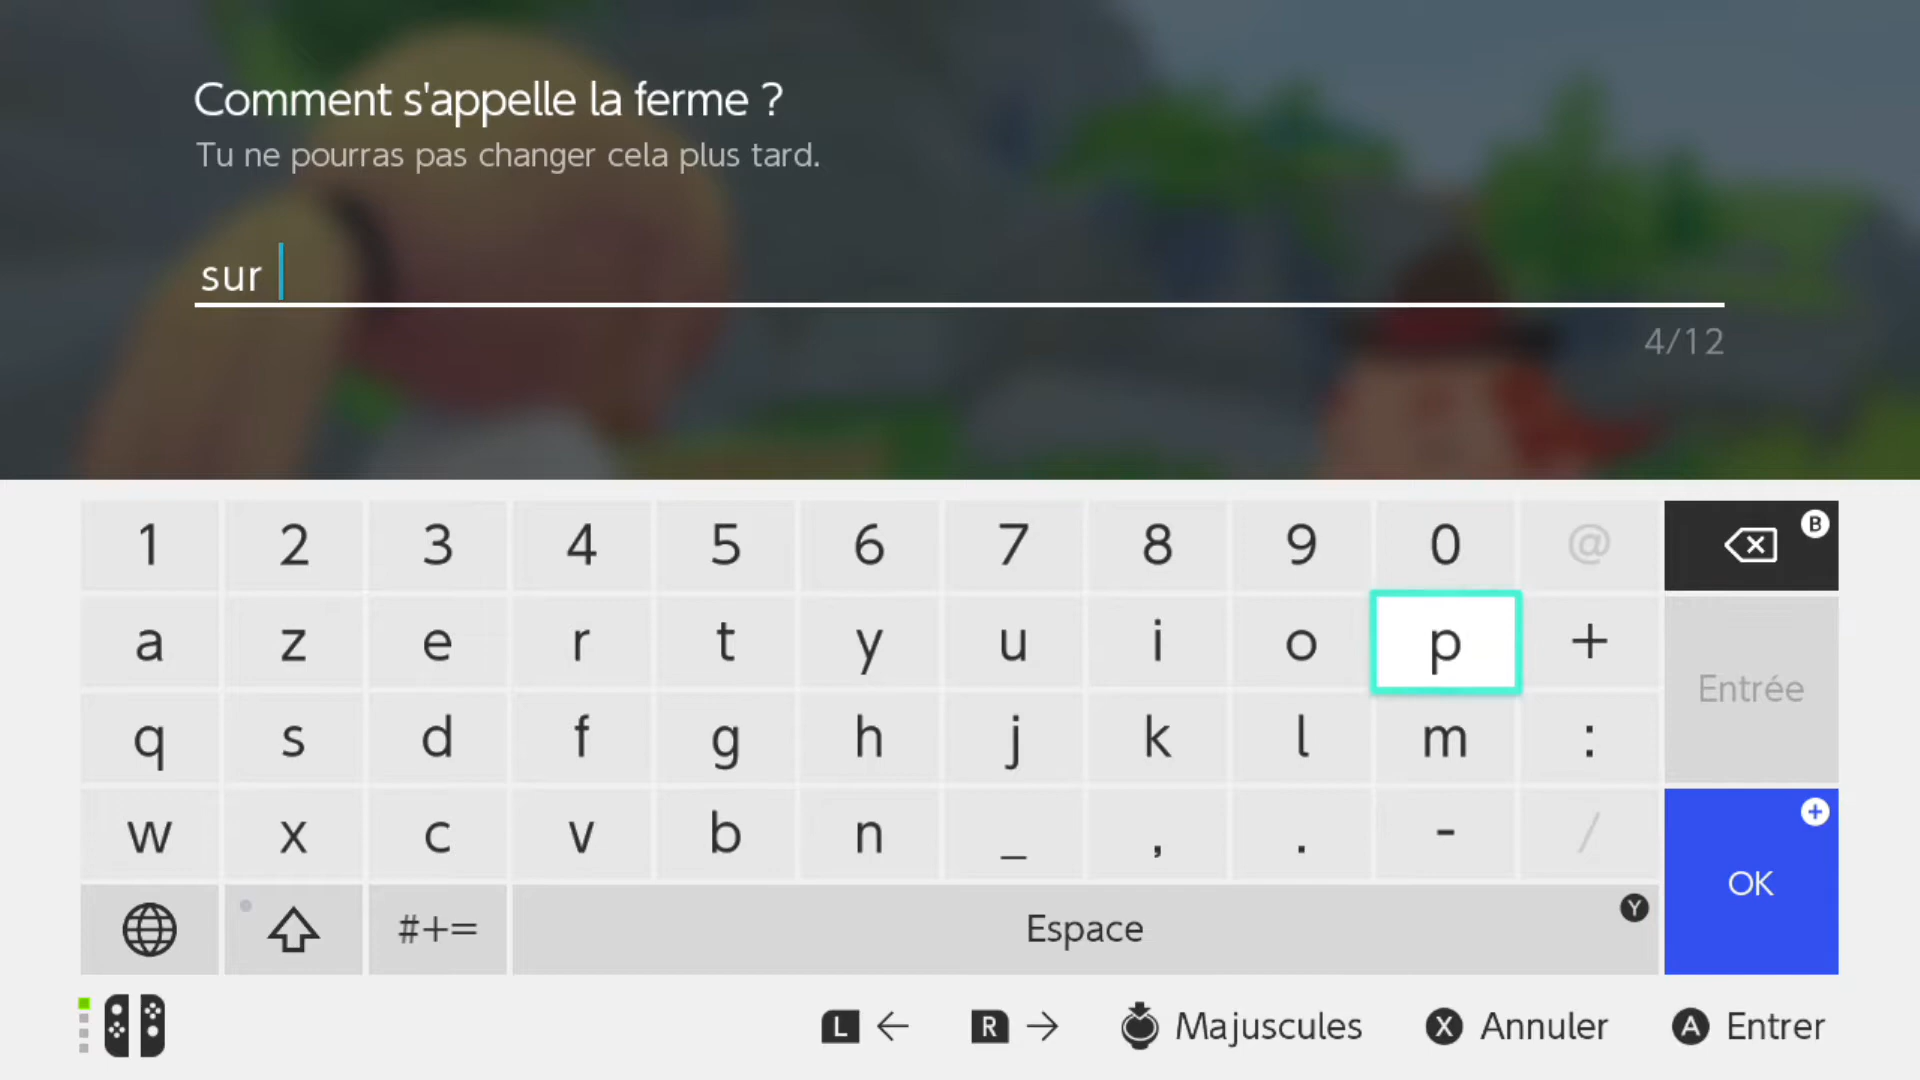 Comment s'appelle la ferme ?
Tu ne pourras pas changer cela plus tard.
sur
4/12
1 2 3 4 5 6 7 8 9 0 @ B
a z e r t y u i o p +
Entrée
q s d f g h j k l m :
w x c v b n _ , . - / +
OK
#+= Espace Y
L ← R → Majuscules X Annuler A Entrer